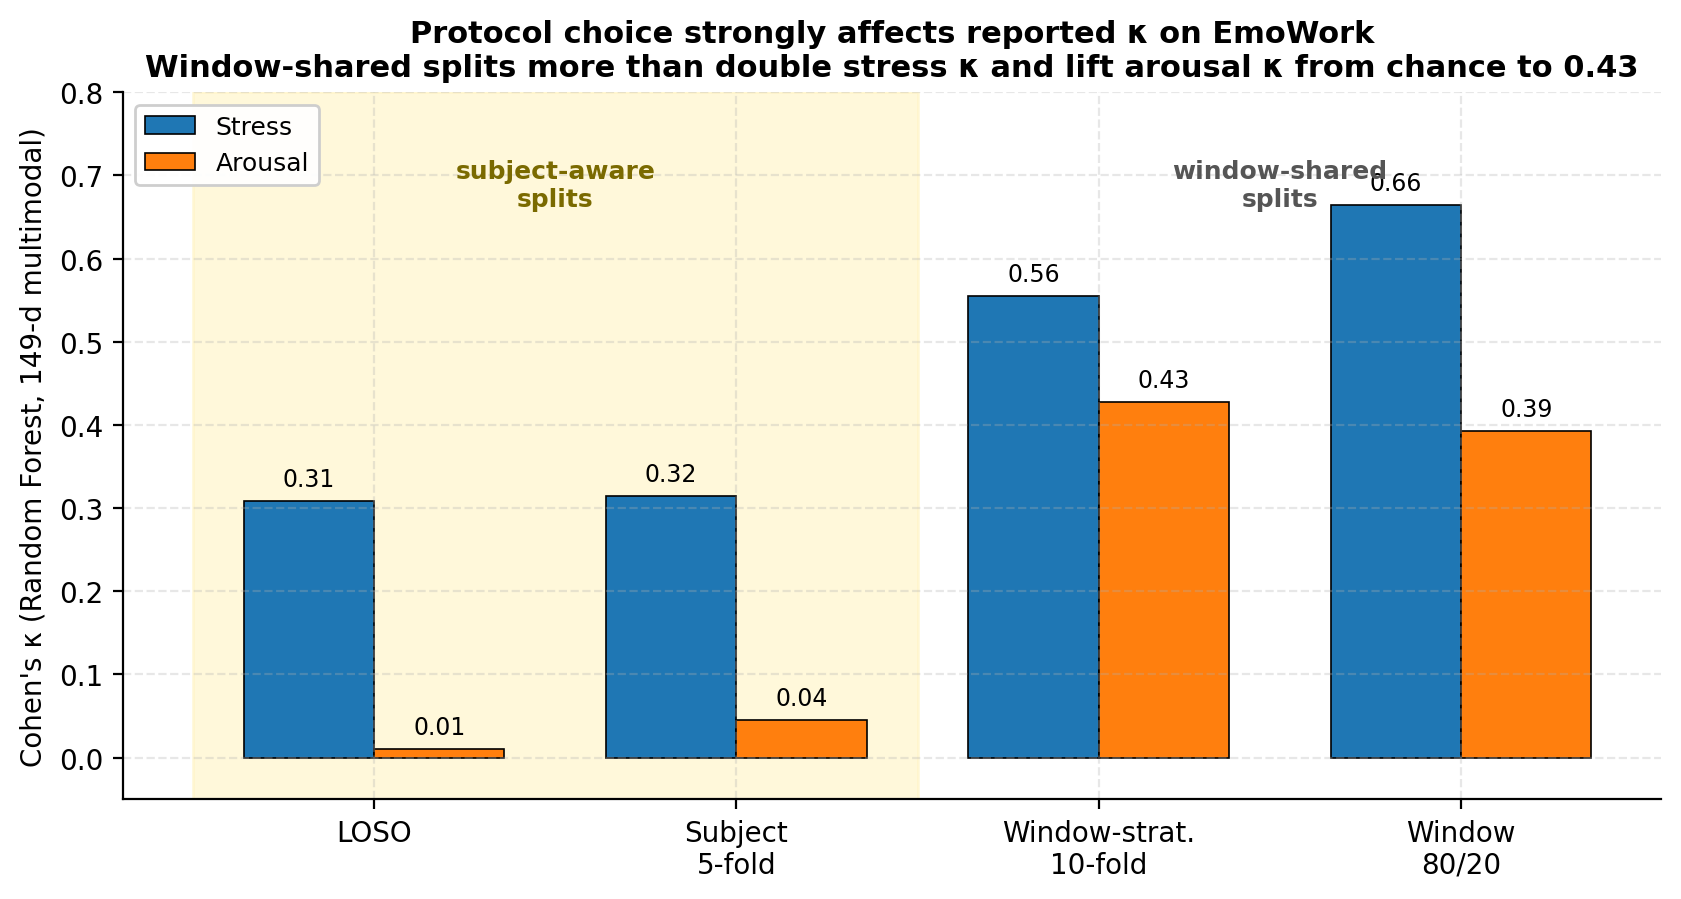 Protocol choice strongly affects reported κ on EmoWork
Window-shared splits more than double stress κ and lift arousal κ from chance to 0.43
Cohen's κ (Random Forest, 149-d multimodal)
0.8
0.7
0.6
0.5
0.4
0.3
0.2
0.1
0.0
Stress
Arousal
subject-aware
splits
window-shared
splits
0.31
0.01
0.32
0.04
0.56
0.43
0.66
0.39
LOSO
Subject
5-fold
Window-strat.
10-fold
Window
80/20